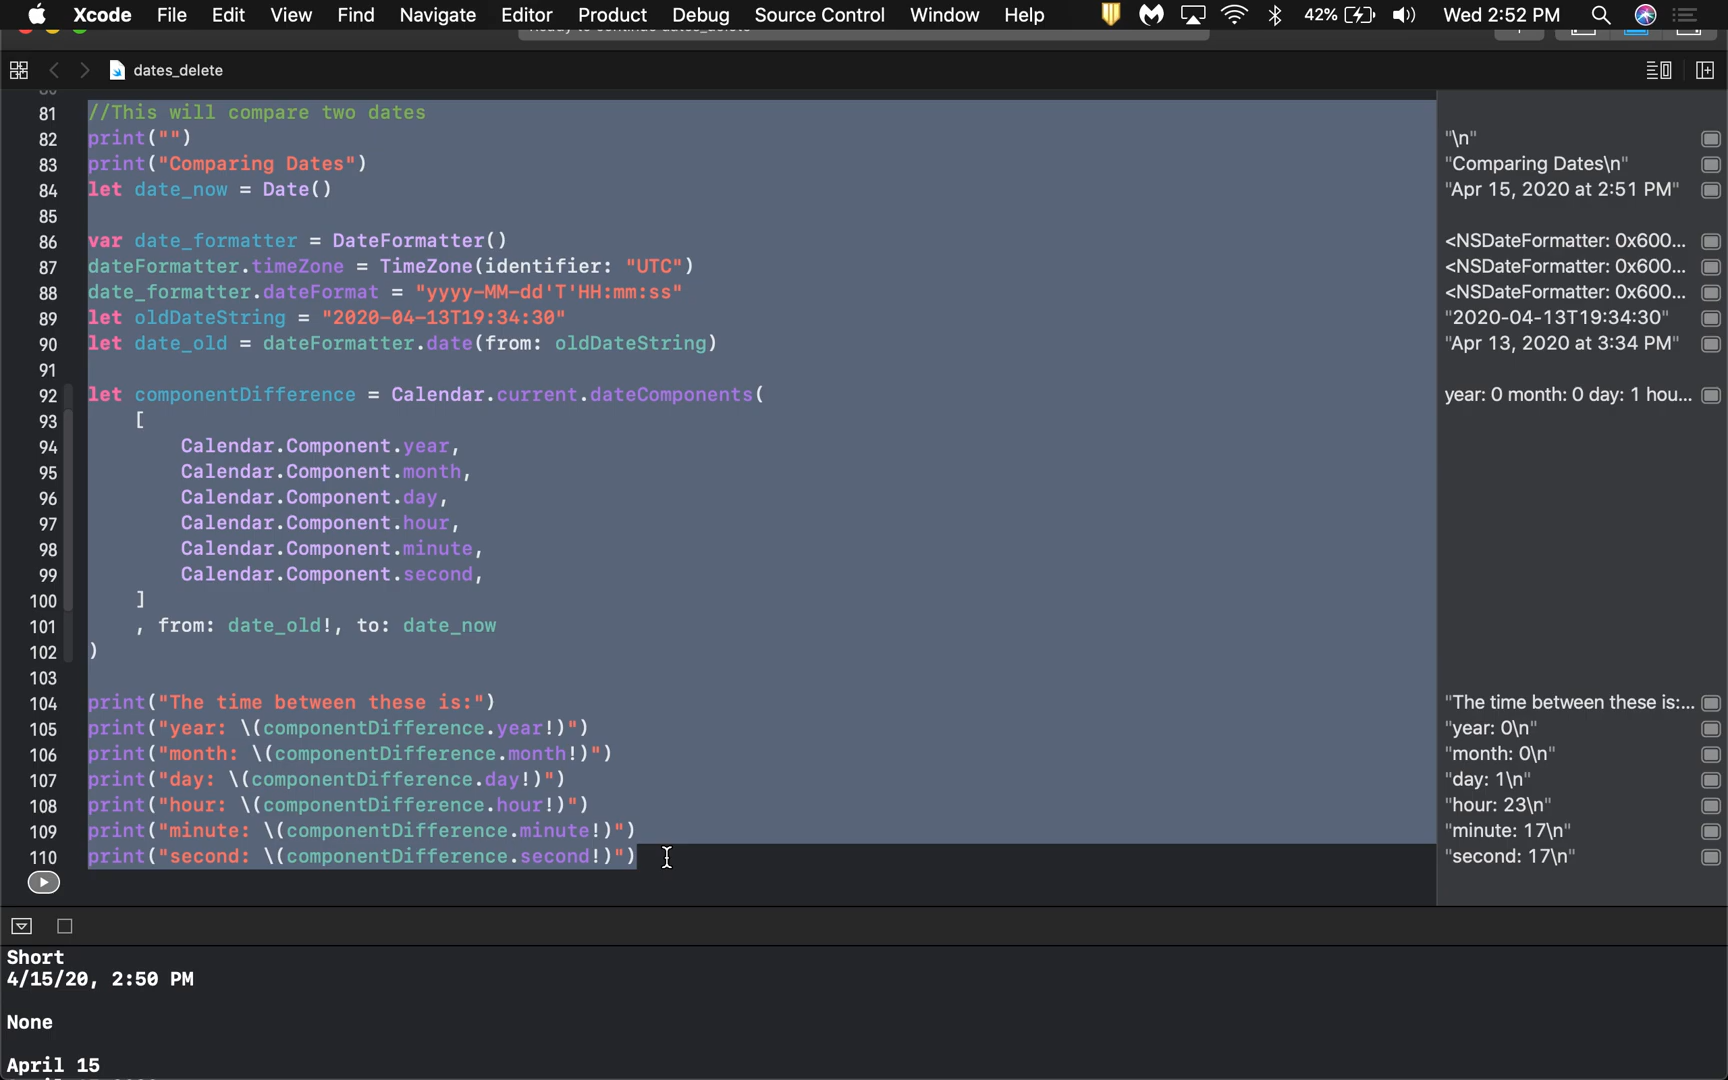 Xcode File Edit View Find Navigate Editor Product Debug Source Control Window Help 42% Wed 2:52 PM
dates_delete
81 //This will compare two dates
82 print("") "\n"
83 print("Comparing Dates") "Comparing Dates\n"
84 let date_now = Date() "Apr 15, 2020 at 2:51 PM"
85
86 var date_formatter = DateFormatter() <NSDateFormatter: 0x600...
87 dateFormatter.timeZone = TimeZone(identifier: "UTC") <NSDateFormatter: 0x600...
88 date_formatter.dateFormat = "yyyy-MM-dd'T'HH:mm:ss" <NSDateFormatter: 0x600...
89 let oldDateString = "2020-04-13T19:34:30" "2020-04-13T19:34:30"
90 let date_old = dateFormatter.date(from: oldDateString) "Apr 13, 2020 at 3:34 PM"
91
92 let componentDifference = Calendar.current.dateComponents( year: 0 month: 0 day: 1 hou...
93 [
94 Calendar.Component.year,
95 Calendar.Component.month,
96 Calendar.Component.day,
97 Calendar.Component.hour,
98 Calendar.Component.minute,
99 Calendar.Component.second,
100 ]
101 , from: date_old!, to: date_now
102 )
103
104 print("The time between these is:") "The time between these is:...
105 print("year: \(componentDifference.year!)") "year: 0\n"
106 print("month: \(componentDifference.month!)") "month: 0\n"
107 print("day: \(componentDifference.day!)") "day: 1\n"
108 print("hour: \(componentDifference.hour!)") "hour: 23\n"
109 print("minute: \(componentDifference.minute!)") "minute: 17\n"
110 print("second: \(componentDifference.second!)") "second: 17\n"
Short
4/15/20, 2:50 PM
None
April 15